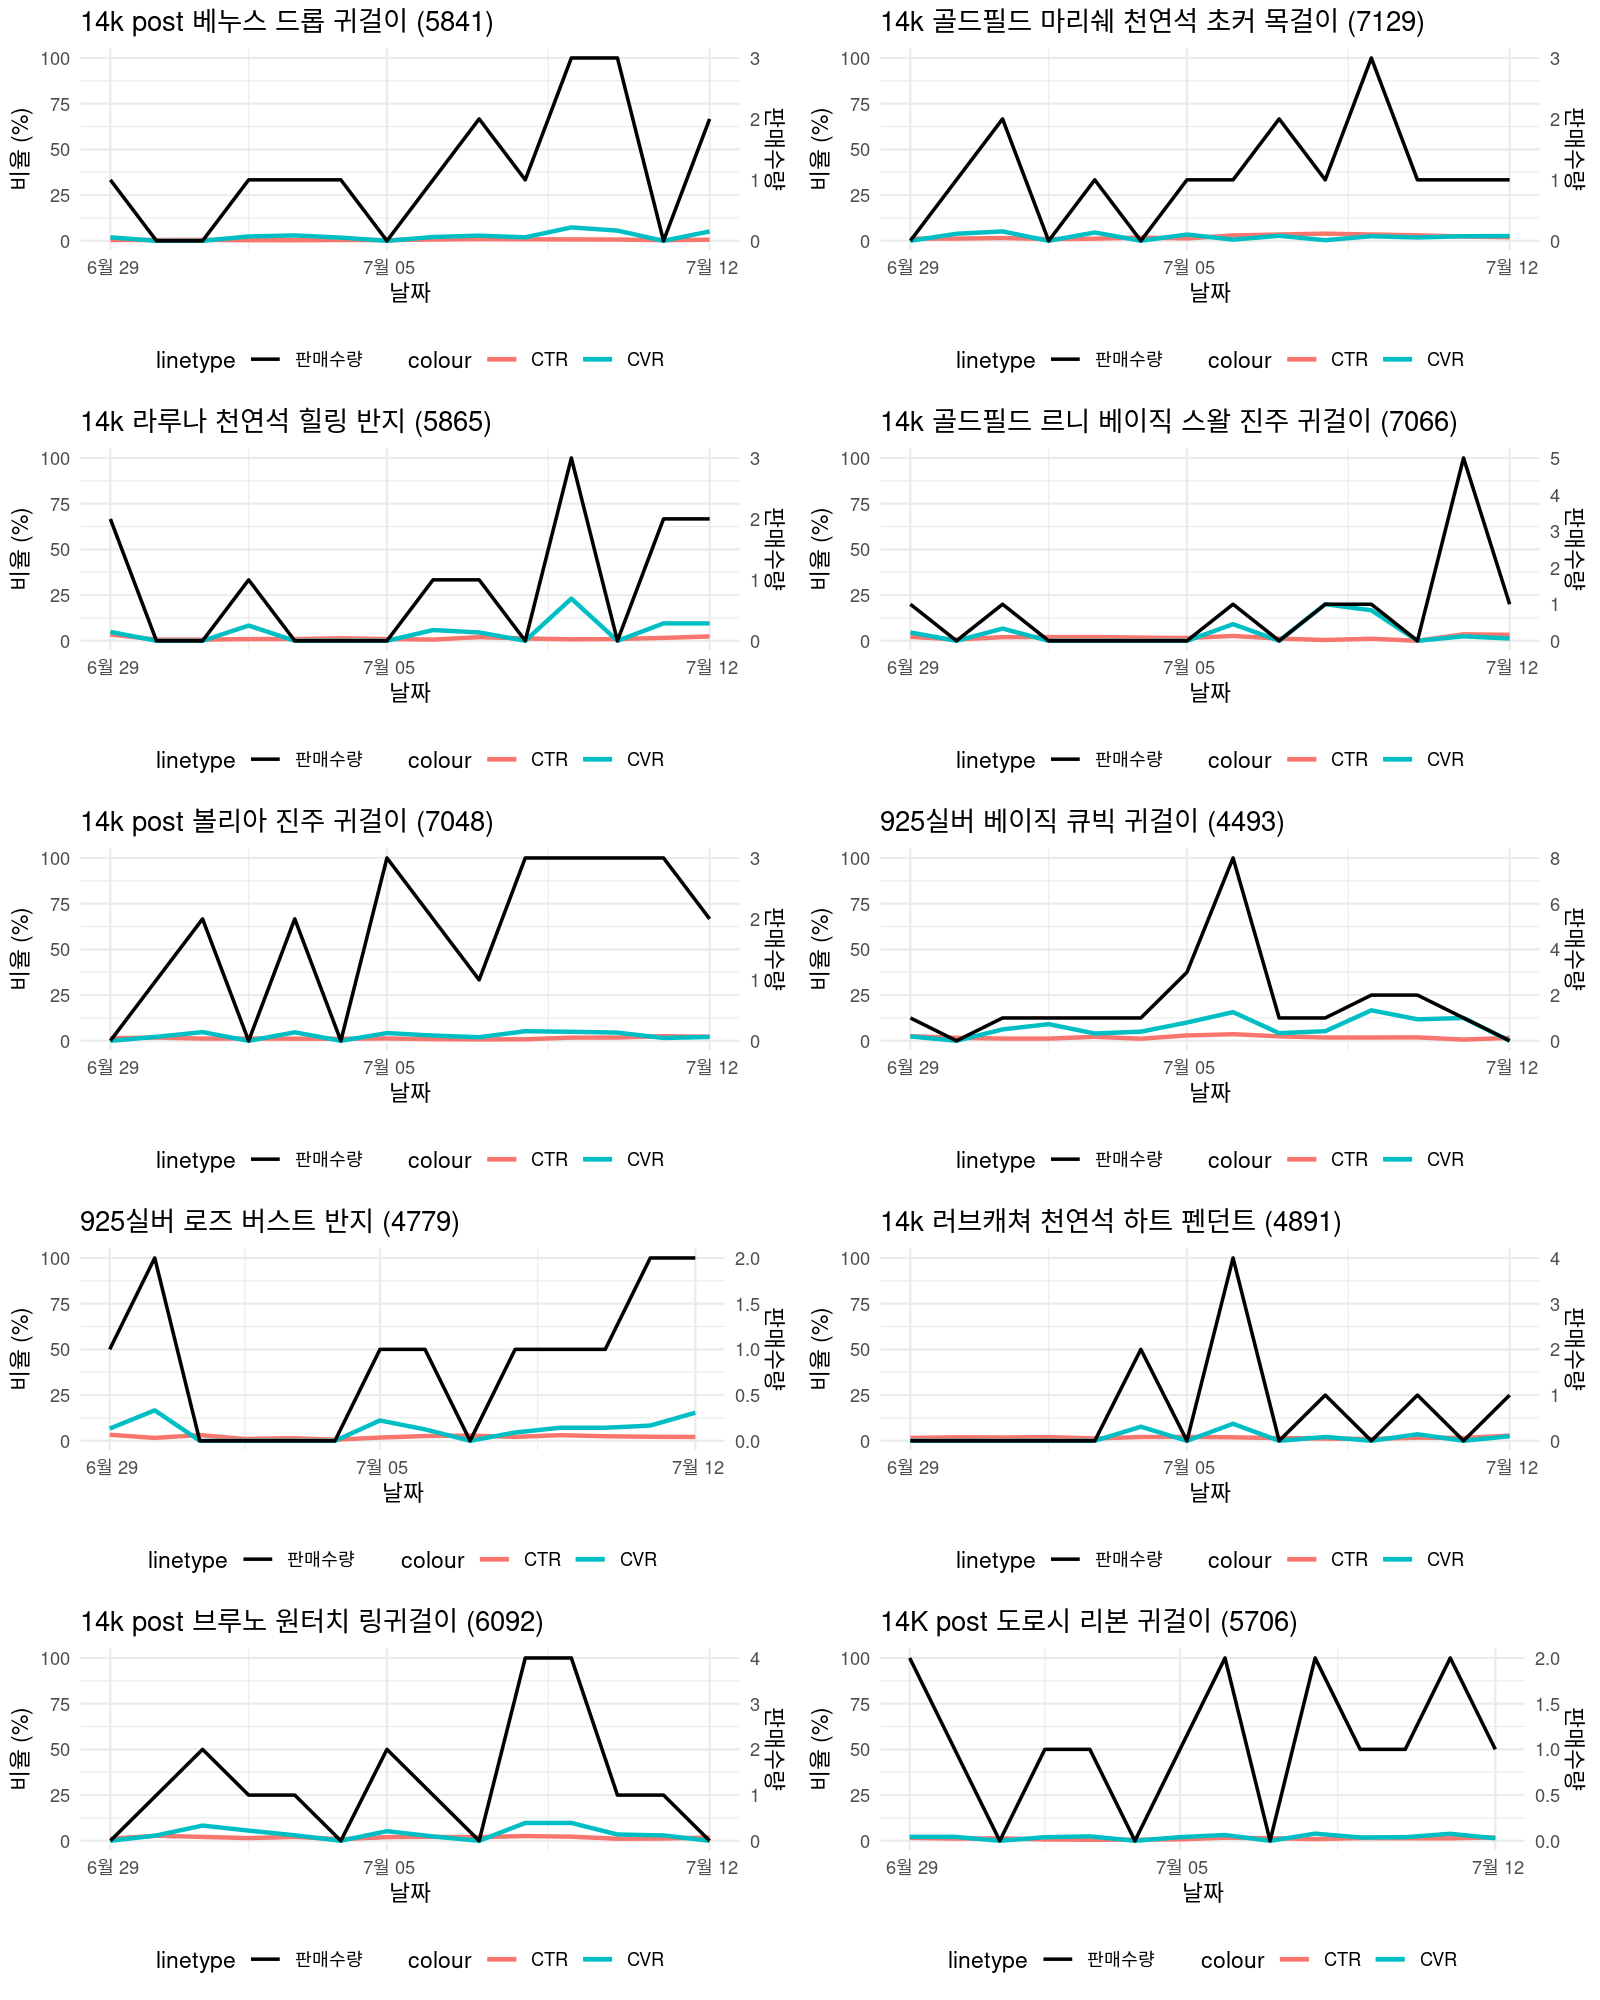 14k post 베누스 드롭 귀걸이 (5841)
100
75
50
25
0
비율 (%)
3
2
1
0
판매수량
6월 29
7월 05
7월 12
날짜
linetype 판매수량 colour CTR CVR
14k 골드필드 마리쉐 천연석 초커 목걸이 (7129)
100
75
50
25
0
비율 (%)
3
2
1
0
판매수량
6월 29
7월 05
7월 12
날짜
linetype 판매수량 colour CTR CVR
14k 라루나 천연석 힐링 반지 (5865)
100
75
50
25
0
비율 (%)
3
2
1
0
판매수량
6월 29
7월 05
7월 12
날짜
linetype 판매수량 colour CTR CVR
14k 골드필드 르니 베이직 스왈 진주 귀걸이 (7066)
100
75
50
25
0
비율 (%)
5
4
3
2
1
0
판매수량
6월 29
7월 05
7월 12
날짜
linetype 판매수량 colour CTR CVR
14k post 볼리아 진주 귀걸이 (7048)
100
75
50
25
0
비율 (%)
3
2
1
0
판매수량
6월 29
7월 05
7월 12
날짜
linetype 판매수량 colour CTR CVR
925실버 베이직 큐빅 귀걸이 (4493)
100
75
50
25
0
비율 (%)
8
6
4
2
0
판매수량
6월 29
7월 05
7월 12
날짜
linetype 판매수량 colour CTR CVR
925실버 로즈 버스트 반지 (4779)
100
75
50
25
0
비율 (%)
2.0
1.5
1.0
0.5
0.0
판매수량
6월 29
7월 05
7월 12
날짜
linetype 판매수량 colour CTR CVR
14k 러브캐쳐 천연석 하트 펜던트 (4891)
100
75
50
25
0
비율 (%)
4
3
2
1
0
판매수량
6월 29
7월 05
7월 12
날짜
linetype 판매수량 colour CTR CVR
14k post 브루노 원터치 링귀걸이 (6092)
100
75
50
25
0
비율 (%)
4
3
2
1
0
판매수량
6월 29
7월 05
7월 12
날짜
linetype 판매수량 colour CTR CVR
14K post 도로시 리본 귀걸이 (5706)
100
75
50
25
0
비율 (%)
2.0
1.5
1.0
0.5
0.0
판매수량
6월 29
7월 05
7월 12
날짜
linetype 판매수량 colour CTR CVR